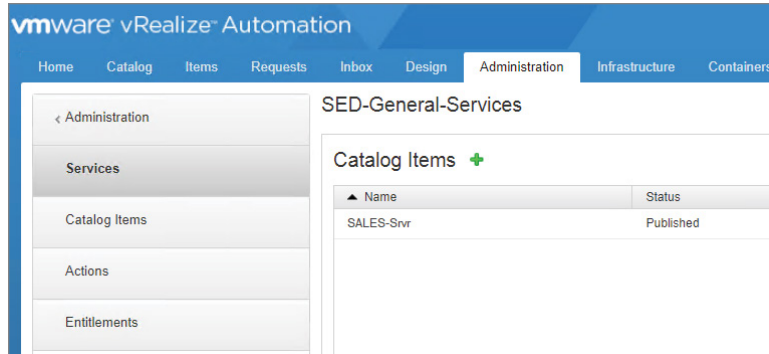 vmware vRealize Automation
Home Catalog Items Requests Inbox Design Administration Infrastructure Containers
< Administration
SED-General-Services
Services
Catalog Items +
▲ Name Status
SALES-Srvr Published
Catalog Items
Actions
Entitlements